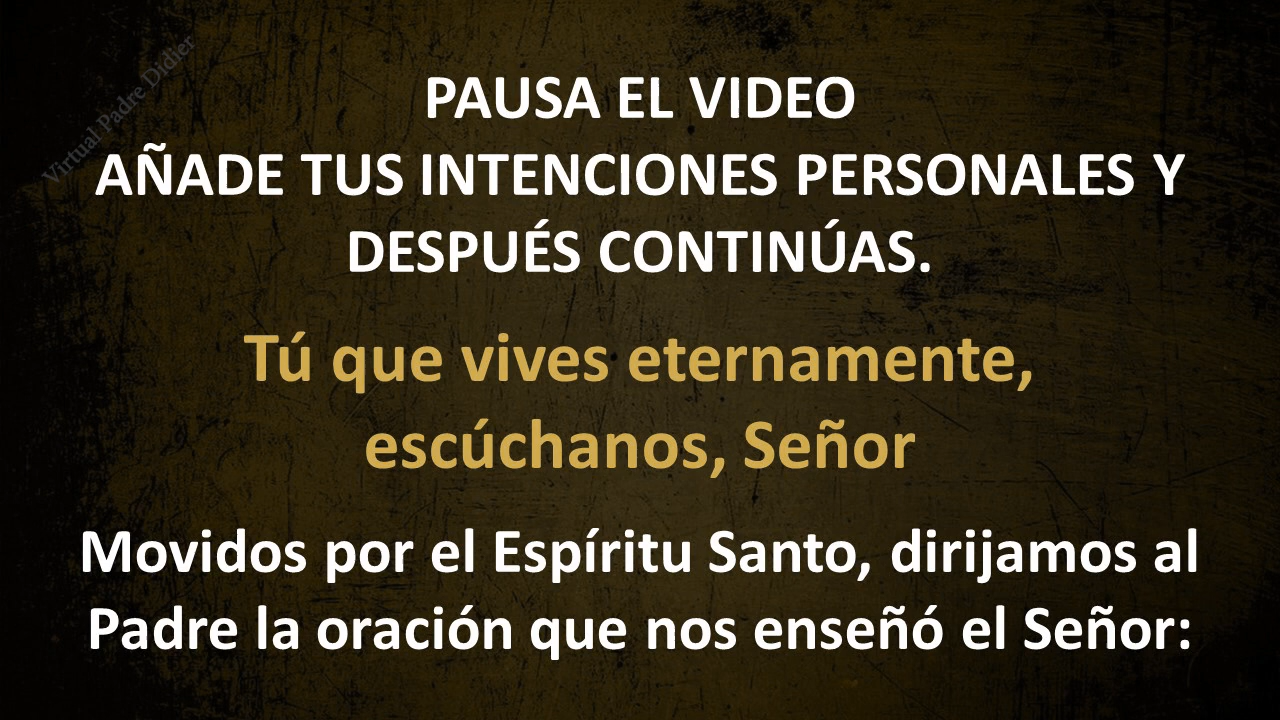 Virtual Padre Didier
PAUSA EL VIDEO
AÑADE TUS INTENCIONES PERSONALES Y
DESPUÉS CONTINÚAS.
Tú que vives eternamente,
escúchanos, Señor
Movidos por el Espíritu Santo, dirijamos al
Padre la oración que nos enseñó el Señor: